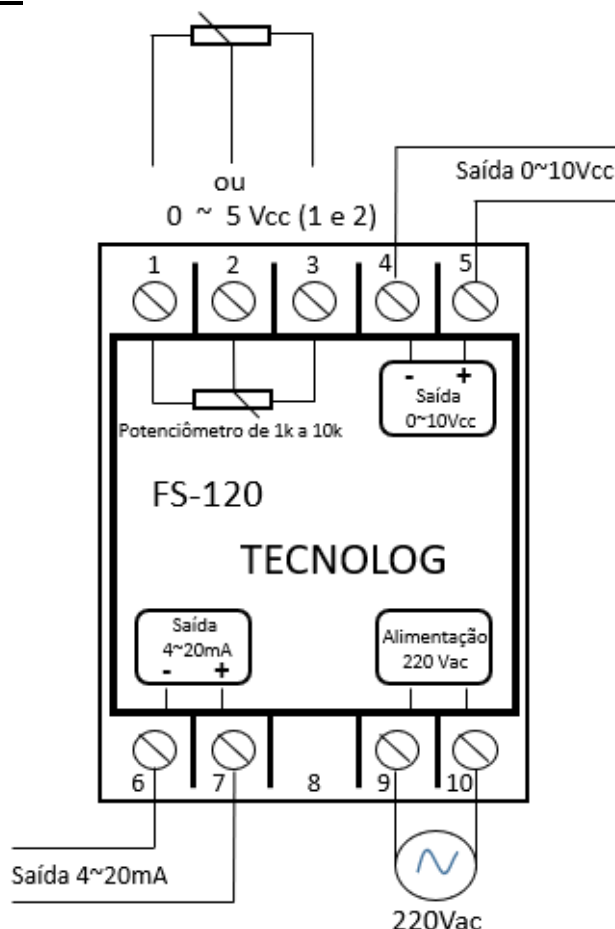 ou
0 ~ 5 Vcc (1 e 2)
Saída 0~10Vcc
1 2 3 4 5
- +
Saída
0~10Vcc
Potenciômetro de 1k a 10k
FS-120
TECNOLOG
Saída
4~20mA
- +
Alimentação
220 Vac
6 7 8 9 10
Saída 4~20mA
220Vac